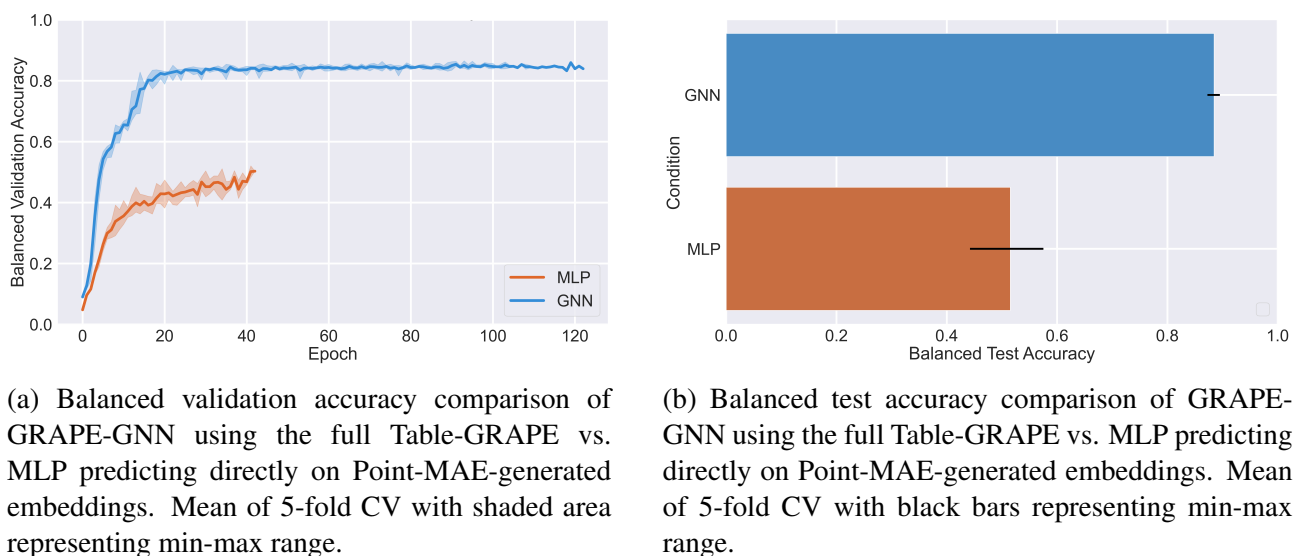 1.0
0.8
0.6
0.4
0.2
0.0
Balanced Validation Accuracy
MLP
GNN
0 20 40 60 80 100 120
Epoch
GNN
MLP
Condition
0.0 0.2 0.4 0.6 0.8 1.0
Balanced Test Accuracy
(a) Balanced validation accuracy comparison of
GRAPE-GNN using the full Table-GRAPE vs.
MLP predicting directly on Point-MAE-generated
embeddings. Mean of 5-fold CV with shaded area
representing min-max range.
(b) Balanced test accuracy comparison of GRAPE-
GNN using the full Table-GRAPE vs. MLP predicting
directly on Point-MAE-generated embeddings. Mean
of 5-fold CV with black bars representing min-max
range.